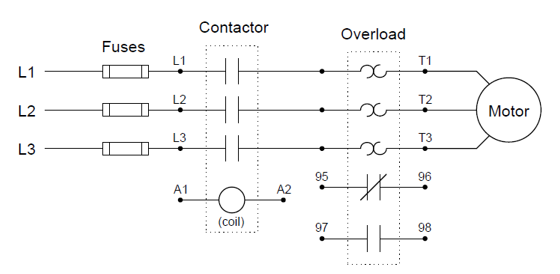 Contactor
Overload
Fuses
L1
L1
T1
L2
L2
T2
Motor
L3
L3
T3
A1
A2
(coil)
95
96
97
98